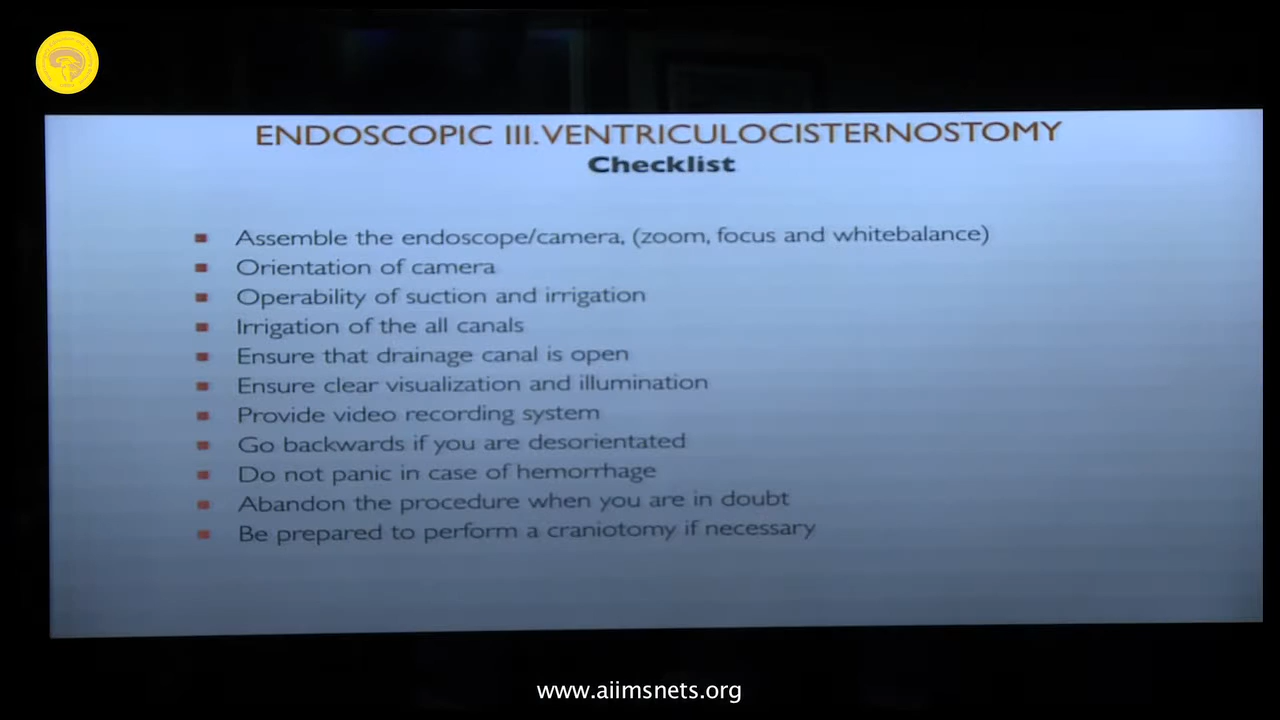 ENDOSCOPIC III. VENTRICULOCISTERNOSTOMY
Checklist
Assemble the endoscope/camera, (zoom, focus and whitebalance)
Orientation of camera
Operability of suction and irrigation
Irrigation of the all canals
Ensure that drainage canal is open
Ensure clear visualization and illumination
Provide video recording system
Go backwards if you are desorientated
Do not panic in case of hemorrhage
Abandon the procedure when you are in doubt
Be prepared to perform a craniotomy if necessary
www.aiimsnets.org